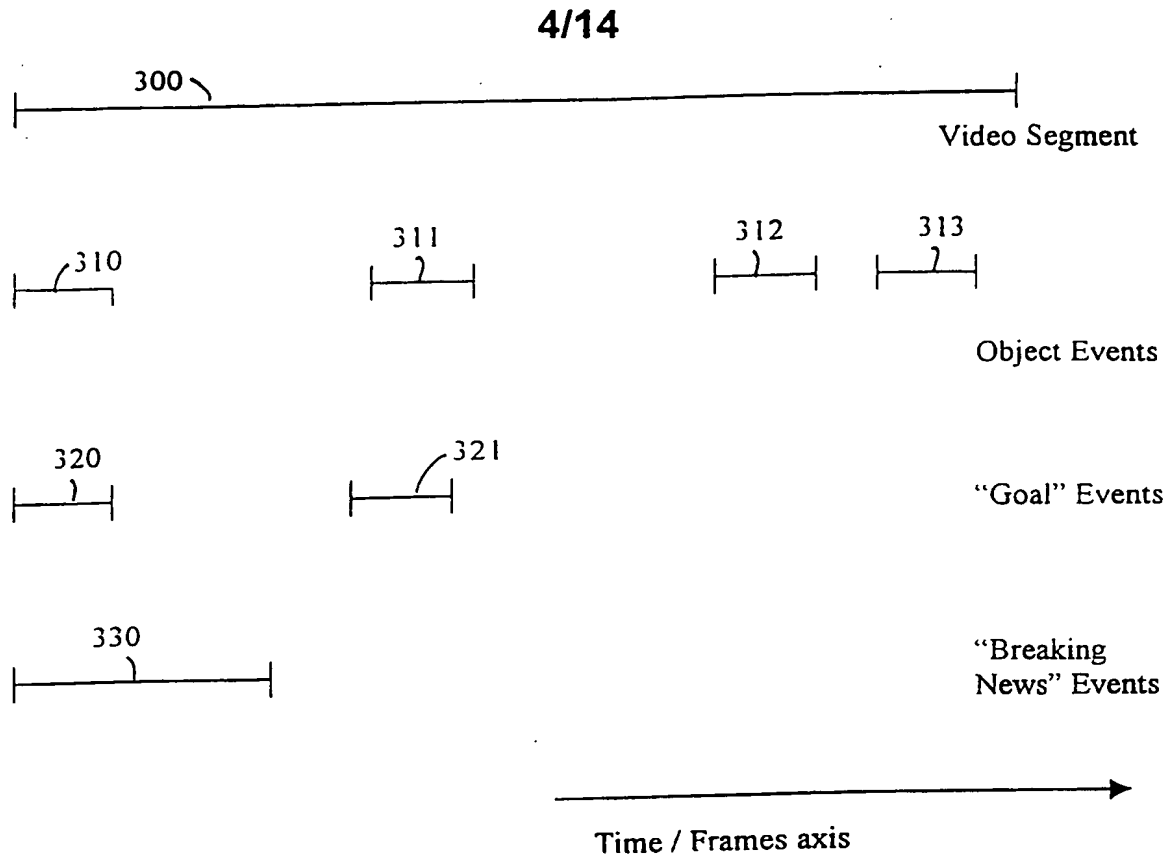 4/14
300
Video Segment
310
311
312
313
Object Events
320
321
“Goal” Events
330
“Breaking
News” Events
Time / Frames axis